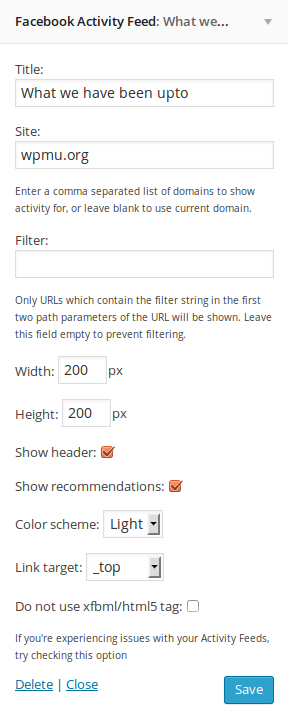 Facebook Activity Feed: What we...
Title:
What we have been upto
Site:
wpmu.org
Enter a comma separated list of domains to show
activity for, or leave blank to use current domain.
Filter:
Only URLs which contain the filter string in the first
two path parameters of the URL will be shown. Leave
this field empty to prevent filtering.
Width: 200 px
Height: 200 px
Show header:
Show recommendations:
Color scheme: Light
Link target: _top
Do not use xfbml/html5 tag:
If you're experiencing issues with your Activity Feeds,
try checking this option
Delete | Close Save